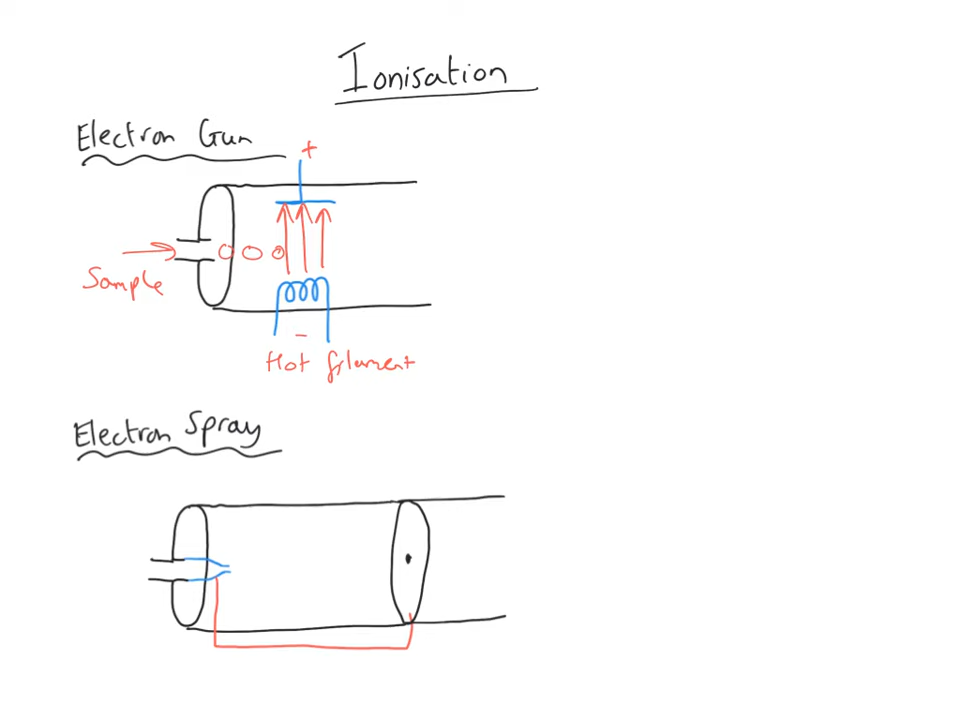 Ionisation
Electron Gun
+
Sample
-
Hot filament
Electron Spray